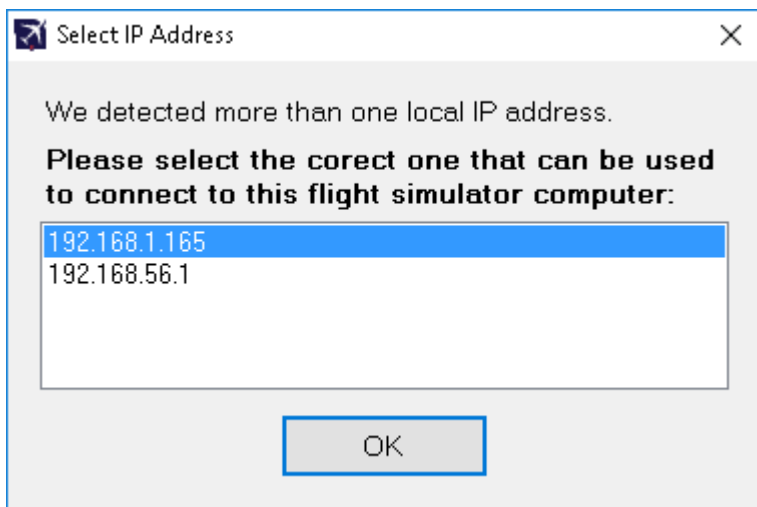 Select IP Address
We detected more than one local IP address.
Please select the corect one that can be used
to connect to this flight simulator computer:
192.168.1.165
192.168.56.1
OK